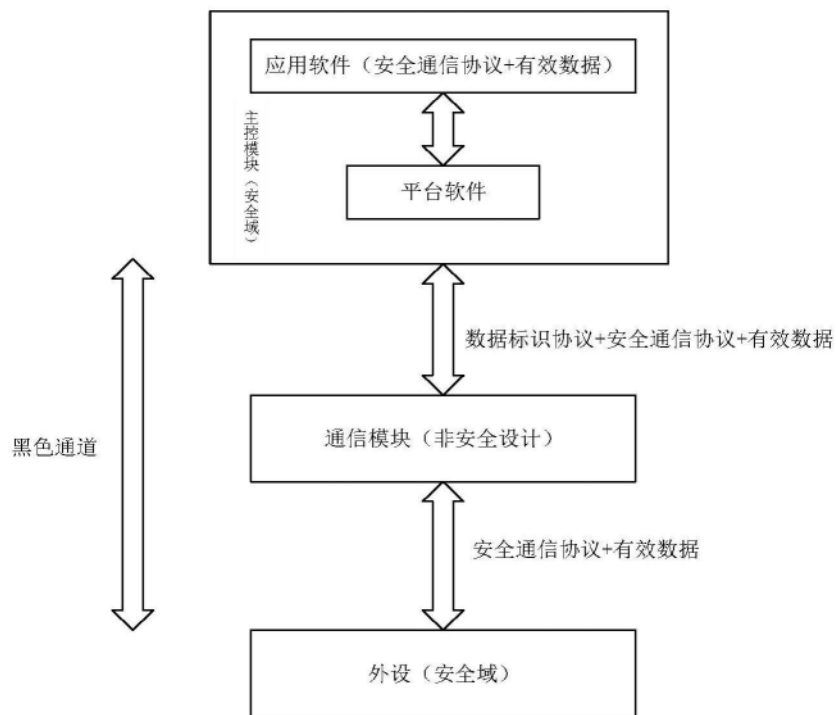 应用软件（安全通信协议+有效数据）
主控模块（安全域）
平台软件
数据标识协议+安全通信协议+有效数据
通信模块（非安全设计）
黑色通道
安全通信协议+有效数据
外设（安全域）